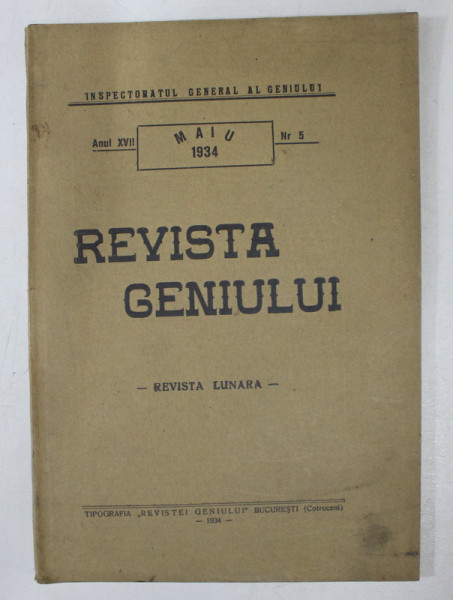 INSPECTORATUL GENERAL AL GENIULUI
Anul XVII
MAIU
1934
Nr 5
REVISTA
GENIULUI
— REVISTA LUNARA —
TIPOGRAFIA „REVISTEI GENIULUI" BUCUREȘTI (Cotroceni)
— 1934 —